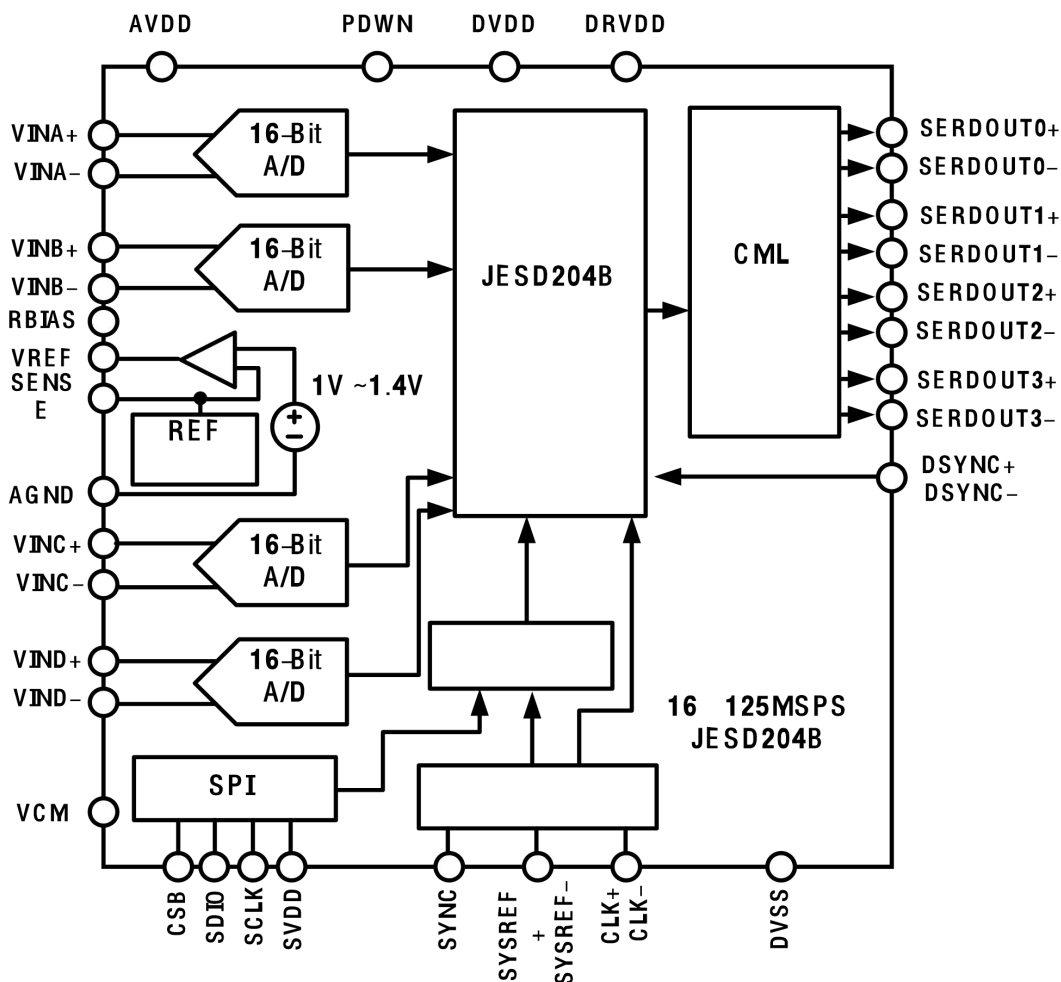 AVDD
PDWN
DVDD
DRVDD
VINA+
VINA-
16-Bit
A/D
VINB+
VINB-
16-Bit
A/D
RBIAS
VREF
SENS
E
REF
1V ~1.4V
AGND
VINC+
VINC-
16-Bit
A/D
VIND+
VIND-
16-Bit
A/D
JESD204B
CML
SERDOUT0+
SERDOUT0-
SERDOUT1+
SERDOUT1-
SERDOUT2+
SERDOUT2-
SERDOUT3+
SERDOUT3-
DSYNC+
DSYNC-
16 125MSPS
JESD204B
SPI
VCM
CSB
SDIO
SCLK
SVDD
SYNC
SYSREF
+
SYSREF-
CLK+
CLK-
DVSS